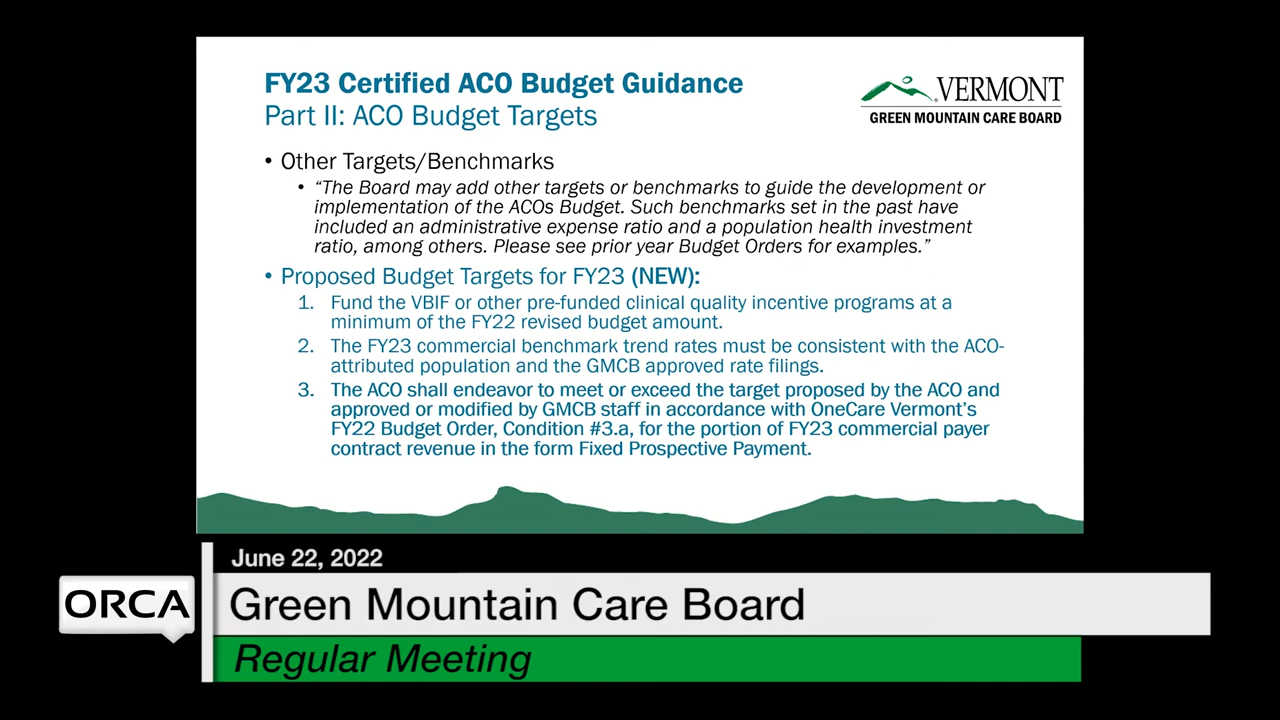 FY23 Certified ACO Budget Guidance
Part II: ACO Budget Targets
VERMONT
GREEN MOUNTAIN CARE BOARD
• Other Targets/Benchmarks
• “The Board may add other targets or benchmarks to guide the development or
implementation of the ACOs Budget. Such benchmarks set in the past have
included an administrative expense ratio and a population health investment
ratio, among others. Please see prior year Budget Orders for examples.”
• Proposed Budget Targets for FY23 (NEW):
1. Fund the VBIF or other pre-funded clinical quality incentive programs at a
minimum of the FY22 revised budget amount.
2. The FY23 commercial benchmark trend rates must be consistent with the ACO-
attributed population and the GMCB approved rate filings.
3. The ACO shall endeavor to meet or exceed the target proposed by the ACO and
approved or modified by GMCB staff in accordance with OneCare Vermont’s
FY22 Budget Order, Condition #3.a, for the portion of FY23 commercial payer
contract revenue in the form Fixed Prospective Payment.
June 22, 2022
ORCA
Green Mountain Care Board
Regular Meeting